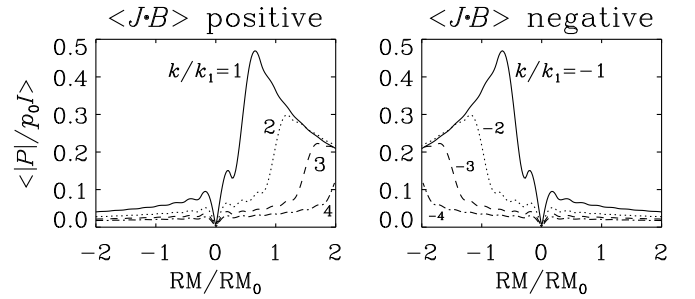 <J·B> positive
<J·B> negative
<|P|/p₀I>
0.5
0.4
0.3
0.2
0.1
0.0
k/k₁=1
2
3
4
−2 −1 0 1 2
RM/RM₀
0.5
0.4
0.3
0.2
0.1
0.0
k/k₁=−1
−2
−3
−4
−2 −1 0 1 2
RM/RM₀